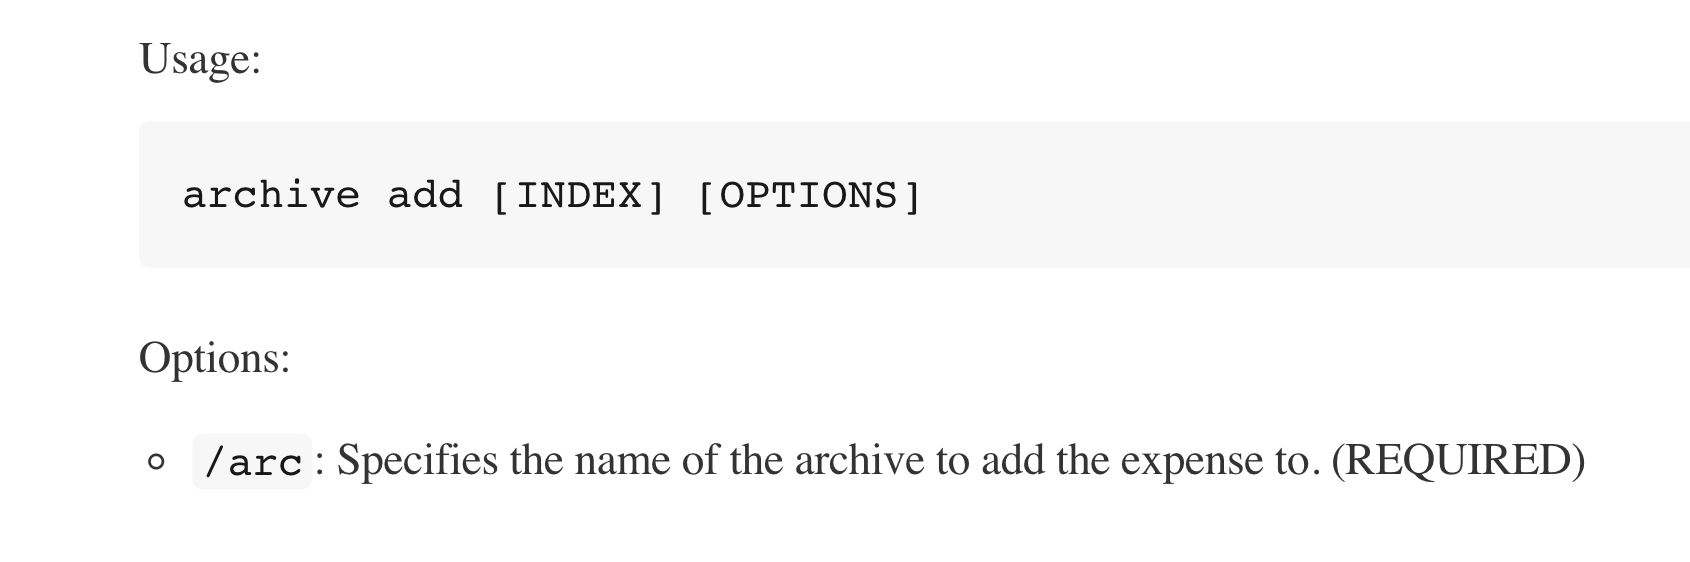 Usage:
archive add [INDEX] [OPTIONS]
Options:
/arc: Specifies the name of the archive to add the expense to. (REQUIRED)